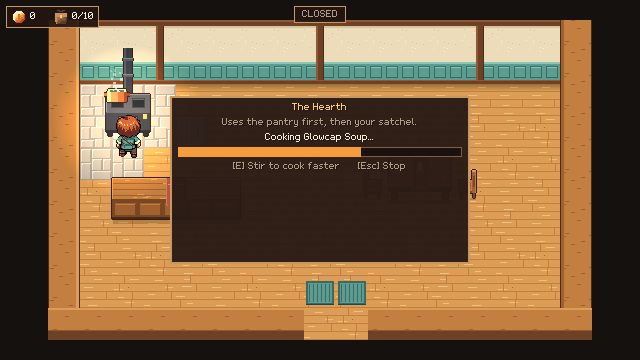 0 0/10
CLOSED
The Hearth
Uses the pantry first, then your satchel.
Cooking Glowcap Soup...
[E] Stir to cook faster [Esc] Stop